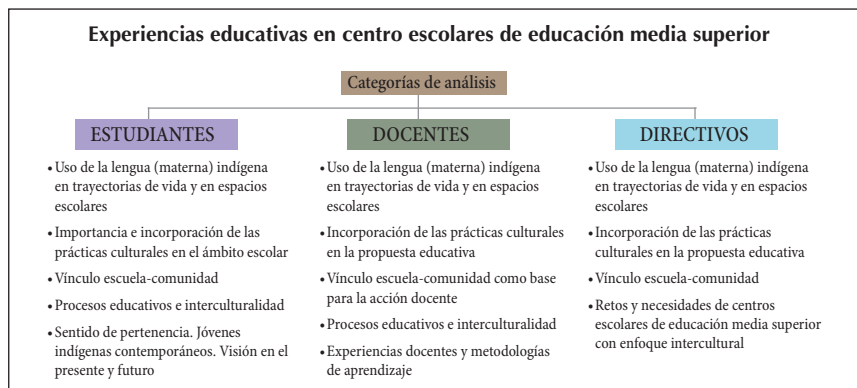 Experiencias educativas en centro escolares de educación media superior
Categorías de análisis
ESTUDIANTES
• Uso de la lengua (materna) indígena
en trayectorias de vida y en espacios
escolares
• Importancia e incorporación de las
prácticas culturales en el ámbito escolar
• Vínculo escuela-comunidad
• Procesos educativos e interculturalidad
• Sentido de pertenencia. Jóvenes
indígenas contemporáneos. Visión en el
presente y futuro
DOCENTES
• Uso de la lengua (materna) indígena
en trayectorias de vida y en espacios
escolares
• Incorporación de las prácticas culturales
en la propuesta educativa
• Vínculo escuela-comunidad como base
para la acción docente
• Procesos educativos e interculturalidad
• Experiencias docentes y metodologías
de aprendizaje
DIRECTIVOS
• Uso de la lengua (materna) indígena
en trayectorias de vida y en espacios
escolares
• Incorporación de las prácticas
culturales en la propuesta educativa
• Vínculo escuela-comunidad
• Retos y necesidades de centros
escolares de educación media superior
con enfoque intercultural